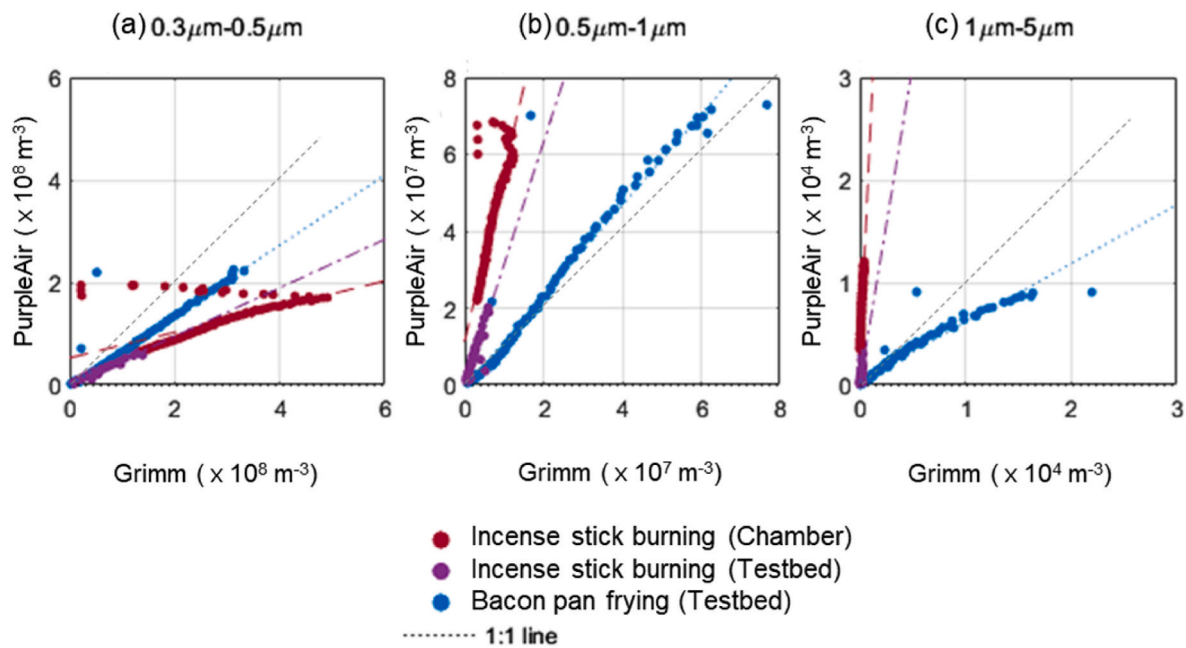 (a) 0.3μm-0.5μm
(b) 0.5μm-1μm
(c) 1μm-5μm
PurpleAir ( x 10⁸ m⁻³)
6
4
2
0
0 2 4 6
Grimm ( x 10⁸ m⁻³)
PurpleAir ( x 10⁷ m⁻³)
8
6
4
2
0
0 2 4 6 8
Grimm ( x 10⁷ m⁻³)
PurpleAir ( x 10⁴ m⁻³)
3
2
1
0
0 1 2 3
Grimm ( x 10⁴ m⁻³)
Incense stick burning (Chamber)
Incense stick burning (Testbed)
Bacon pan frying (Testbed)
1:1 line